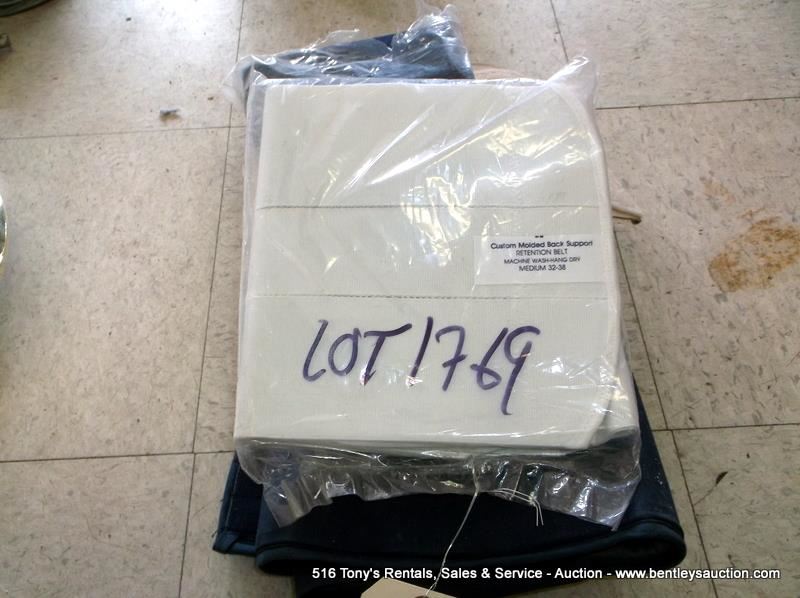 Custom Molded Back Support
RETENTION BELT
MACHINE WASH-HANG DRY
MEDIUM 32-38
LOT 1769
516 Tony's Rentals, Sales & Service - Auction - www.bentleysauction.com